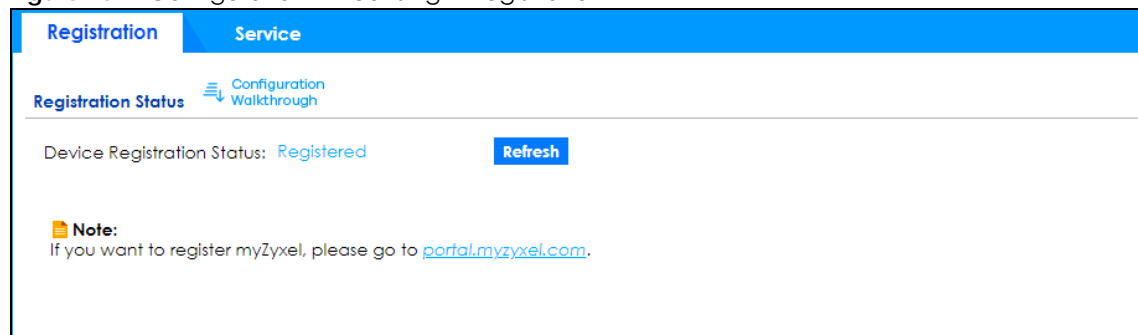 Registration Service
Registration Status Configuration
Walkthrough
Device Registration Status: Registered Refresh
Note:
If you want to register myZyxel, please go to portal.myzyxel.com.